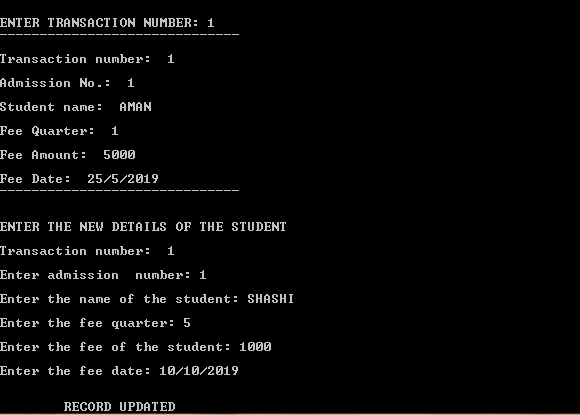 ENTER TRANSACTION NUMBER: 1
------------------------------
Transaction number:  1
Admission No.:  1
Student name:  AMAN
Fee Quarter:  1
Fee Amount:  5000
Fee Date:  25/5/2019
------------------------------
ENTER THE NEW DETAILS OF THE STUDENT
Transaction number:  1
Enter admission  number: 1
Enter the name of the student: SHASHI
Enter the fee quarter: 5
Enter the fee of the student: 1000
Enter the fee date: 10/10/2019
RECORD UPDATED